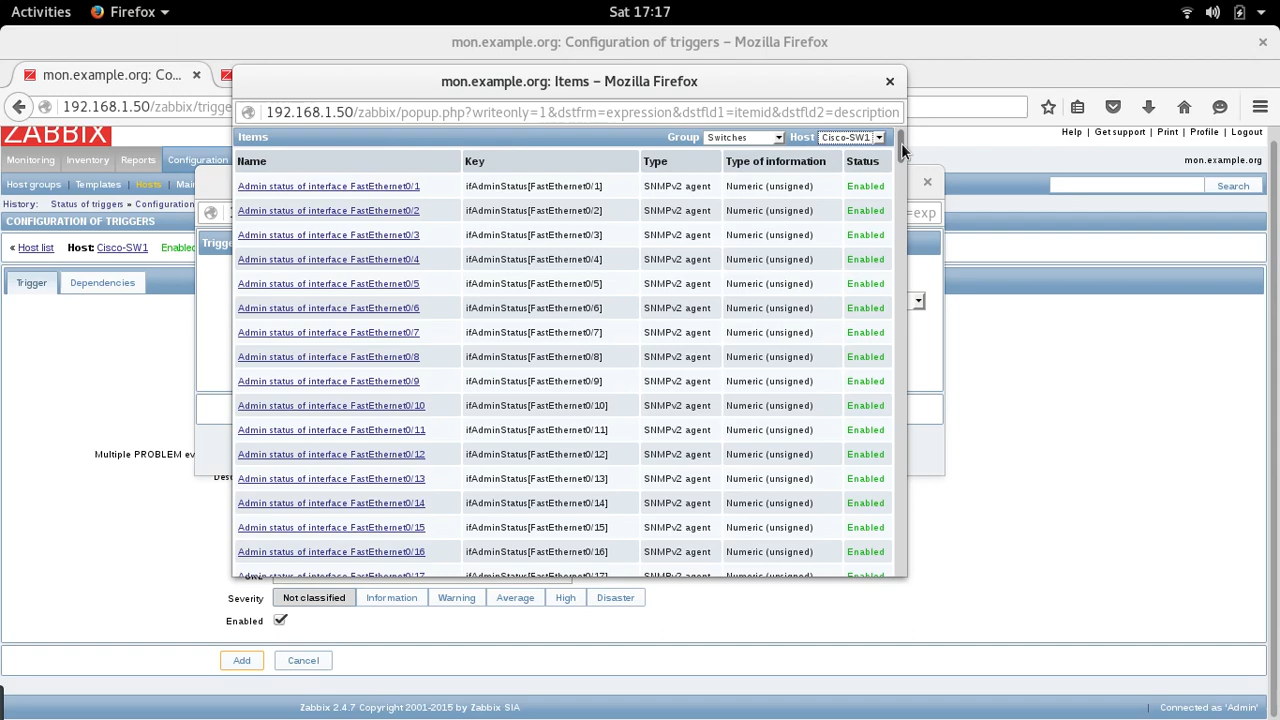 Activities Firefox Sat 17:17
mon.example.org: Configuration of triggers – Mozilla Firefox
mon.example.org: Co...
mon.example.org: Items – Mozilla Firefox
192.168.1.50/zabbix/trigge
192.168.1.50/zabbix/popup.php?writeonly=1&dstfrm=expression&dstfld1=itemid&dstfld2=description
ZABBIX
Help | Get support | Print | Profile | Logout
Items Group Switches Host Cisco-SW1
Monitoring Inventory Reports Configuration
mon.example.org
Name Key Type Type of information Status
Host groups Templates Hosts
Search
History: Status of triggers » Configuration
=exp
CONFIGURATION OF TRIGGERS
« Host list Host: Cisco-SW1 Enabled
Trigge
Trigger Dependencies
Admin status of interface FastEthernet0/1 ifAdminStatus[FastEthernet0/1] SNMPv2 agent Numeric (unsigned) Enabled
Admin status of interface FastEthernet0/2 ifAdminStatus[FastEthernet0/2] SNMPv2 agent Numeric (unsigned) Enabled
Admin status of interface FastEthernet0/3 ifAdminStatus[FastEthernet0/3] SNMPv2 agent Numeric (unsigned) Enabled
Admin status of interface FastEthernet0/4 ifAdminStatus[FastEthernet0/4] SNMPv2 agent Numeric (unsigned) Enabled
Admin status of interface FastEthernet0/5 ifAdminStatus[FastEthernet0/5] SNMPv2 agent Numeric (unsigned) Enabled
Admin status of interface FastEthernet0/6 ifAdminStatus[FastEthernet0/6] SNMPv2 agent Numeric (unsigned) Enabled
Admin status of interface FastEthernet0/7 ifAdminStatus[FastEthernet0/7] SNMPv2 agent Numeric (unsigned) Enabled
Admin status of interface FastEthernet0/8 ifAdminStatus[FastEthernet0/8] SNMPv2 agent Numeric (unsigned) Enabled
Admin status of interface FastEthernet0/9 ifAdminStatus[FastEthernet0/9] SNMPv2 agent Numeric (unsigned) Enabled
Admin status of interface FastEthernet0/10 ifAdminStatus[FastEthernet0/10] SNMPv2 agent Numeric (unsigned) Enabled
Admin status of interface FastEthernet0/11 ifAdminStatus[FastEthernet0/11] SNMPv2 agent Numeric (unsigned) Enabled
Admin status of interface FastEthernet0/12 ifAdminStatus[FastEthernet0/12] SNMPv2 agent Numeric (unsigned) Enabled
Admin status of interface FastEthernet0/13 ifAdminStatus[FastEthernet0/13] SNMPv2 agent Numeric (unsigned) Enabled
Admin status of interface FastEthernet0/14 ifAdminStatus[FastEthernet0/14] SNMPv2 agent Numeric (unsigned) Enabled
Admin status of interface FastEthernet0/15 ifAdminStatus[FastEthernet0/15] SNMPv2 agent Numeric (unsigned) Enabled
Admin status of interface FastEthernet0/16 ifAdminStatus[FastEthernet0/16] SNMPv2 agent Numeric (unsigned) Enabled
Admin status of interface FastEthernet0/17 ifAdminStatus[FastEthernet0/17] SNMPv2 agent Numeric (unsigned) Enabled
Multiple PROBLEM ev
Severity Not classified Information Warning Average High Disaster
Enabled
Add Cancel
Zabbix 2.4.7 Copyright 2001-2015 by Zabbix SIA Connected as 'Admin'